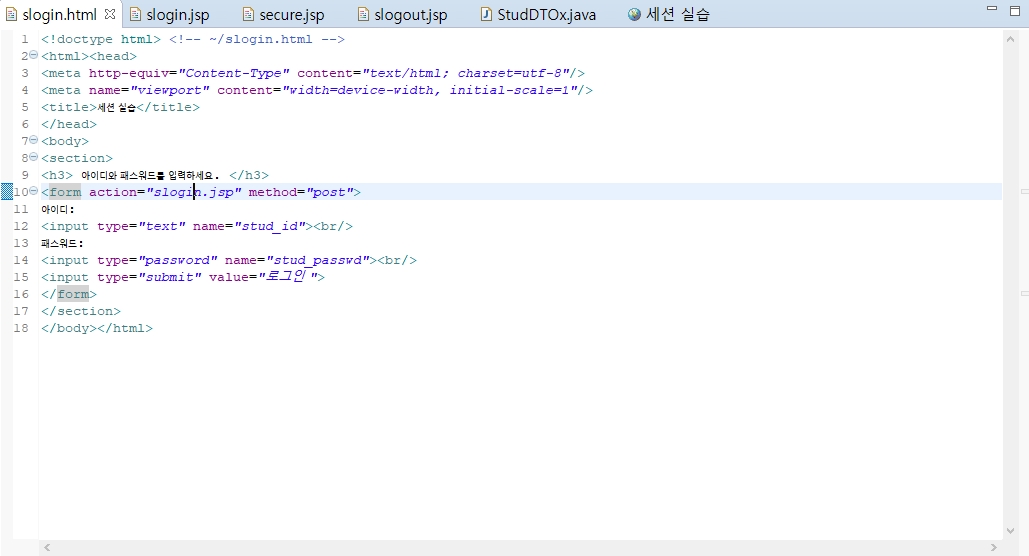 slogin.html slogin.jsp secure.jsp slogout.jsp StudDTOx.java 세션 실습
1 <!doctype html> <!-- ~/slogin.html -->
2 <html><head>
3 <meta http-equiv="Content-Type" content="text/html; charset=utf-8"/>
4 <meta name="viewport" content="width=device-width, initial-scale=1"/>
5 <title>세션 실습</title>
6 </head>
7 <body>
8 <section>
9 <h3> 아이디와 패스워드를 입력하세요. </h3>
10 <form action="slogin.jsp" method="post">
11 아이디:
12 <input type="text" name="stud_id"><br/>
13 패스워드:
14 <input type="password" name="stud_passwd"><br/>
15 <input type="submit" value="로그인 ">
16 </form>
17 </section>
18 </body></html>